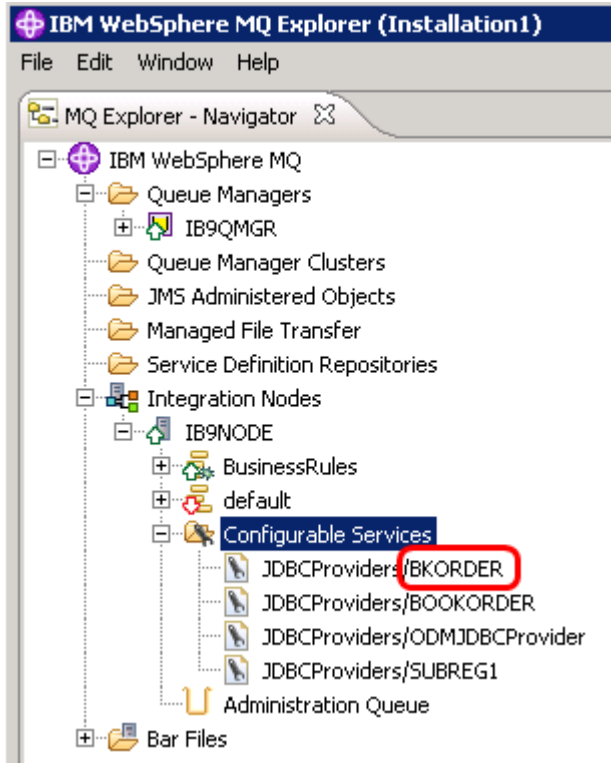 IBM WebSphere MQ Explorer (Installation1)
File Edit Window Help
MQ Explorer - Navigator
IBM WebSphere MQ
Queue Managers
IB9QMGR
Queue Manager Clusters
JMS Administered Objects
Managed File Transfer
Service Definition Repositories
Integration Nodes
IB9NODE
BusinessRules
default
Configurable Services
JDBCProviders/BKORDER
JDBCProviders/BOOKORDER
JDBCProviders/ODMJDBCProvider
JDBCProviders/SUBREG1
Administration Queue
Bar Files